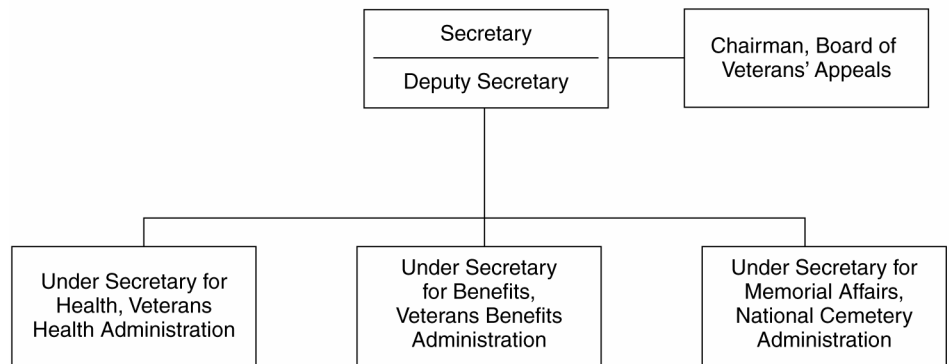 Secretary
Deputy Secretary
Chairman, Board of
Veterans’ Appeals
Under Secretary for
Health, Veterans
Health Administration
Under Secretary
for Benefits,
Veterans Benefits
Administration
Under Secretary for
Memorial Affairs,
National Cemetery
Administration